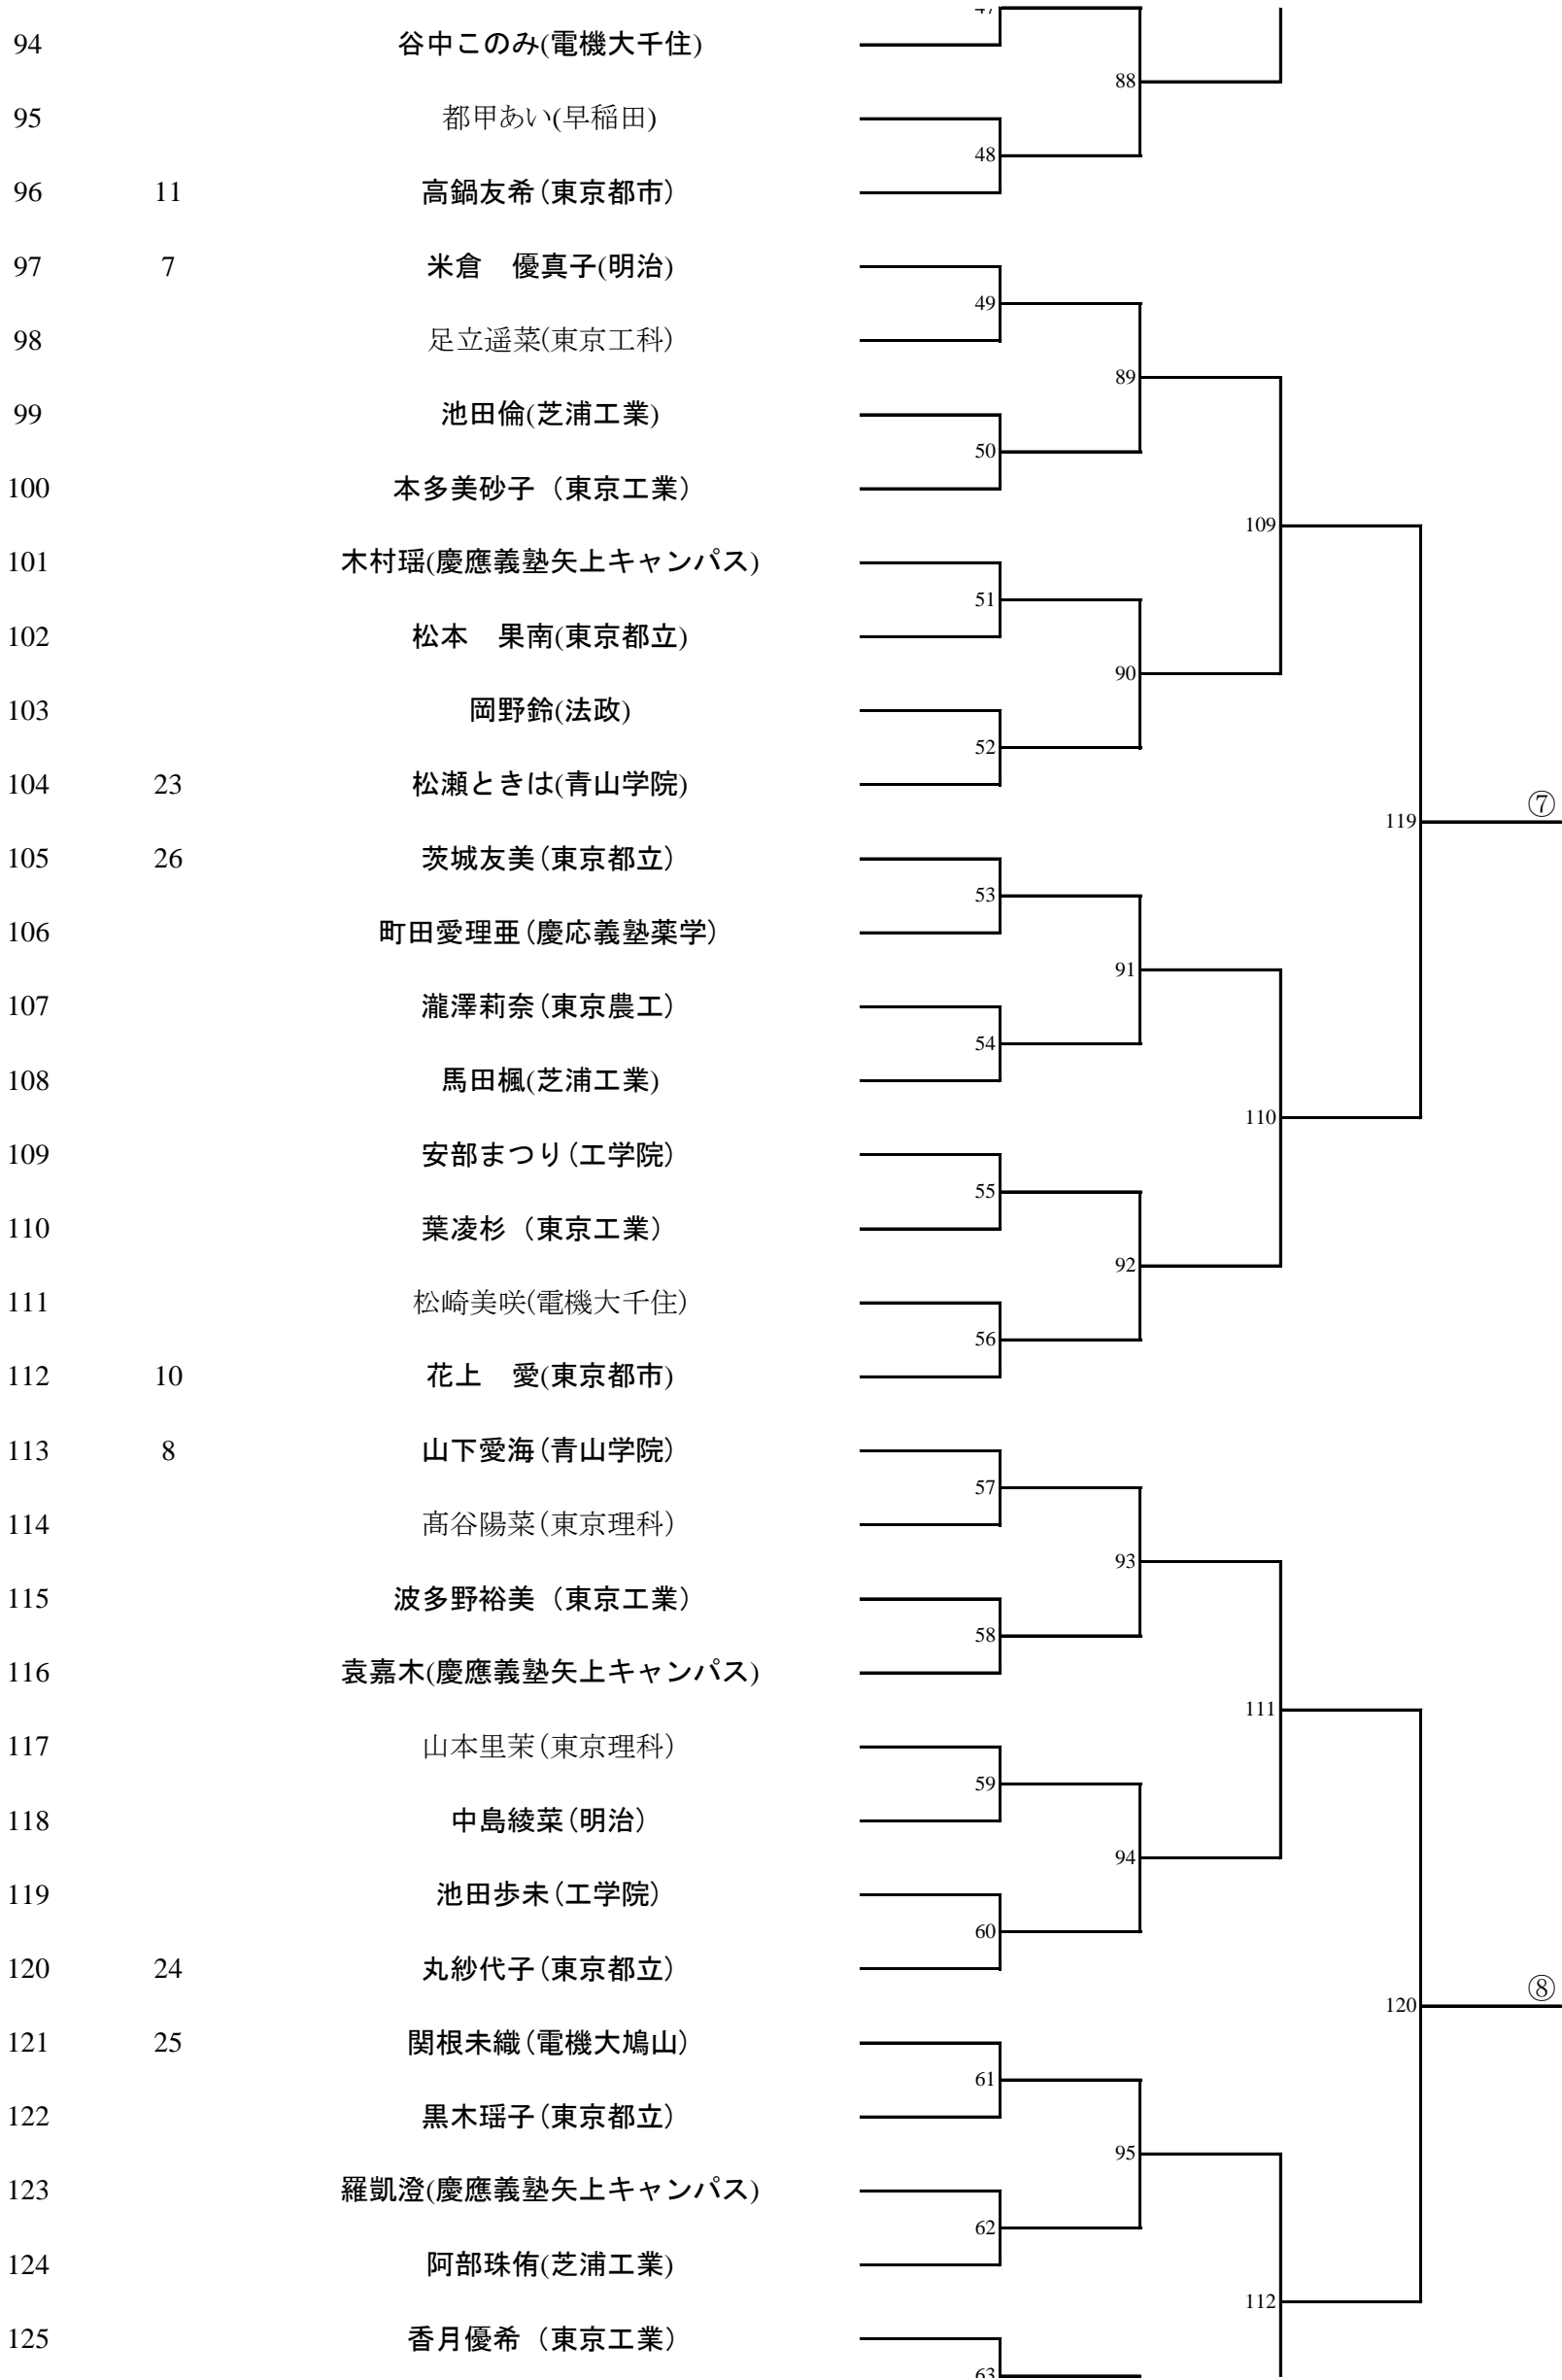 47
94 谷中このみ(電機大千住)
88
95 都甲あい(早稲田)
48
96 11 高鍋友希(東京都市)
97 7 米倉　優真子(明治)
49
98 足立遥菜(東京工科)
89
99 池田倫(芝浦工業)
50
100 本多美砂子（東京工業）
109
101 木村瑶(慶應義塾矢上キャンパス)
51
102 松本　果南(東京都立)
90
103 岡野鈴(法政)
52
104 23 松瀬ときは(青山学院)
119 ⑦
105 26 茨城友美(東京都立)
53
106 町田愛理亜(慶応義塾薬学)
91
107 瀧澤莉奈(東京農工)
54
108 馬田楓(芝浦工業)
110
109 安部まつり(工学院)
55
110 葉凌杉（東京工業）
92
111 松崎美咲(電機大千住)
56
112 10 花上　愛(東京都市)
113 8 山下愛海(青山学院)
57
114 髙谷陽菜(東京理科)
93
115 波多野裕美（東京工業）
58
116 袁嘉木(慶應義塾矢上キャンパス)
111
117 山本里茉(東京理科)
59
118 中島綾菜(明治)
94
119 池田歩未(工学院)
60
120 24 丸紗代子(東京都立)
120 ⑧
121 25 関根未織(電機大鳩山)
61
122 黒木瑶子(東京都立)
95
123 羅凱澄(慶應義塾矢上キャンパス)
62
124 阿部珠侑(芝浦工業)
112
125 香月優希（東京工業）
63